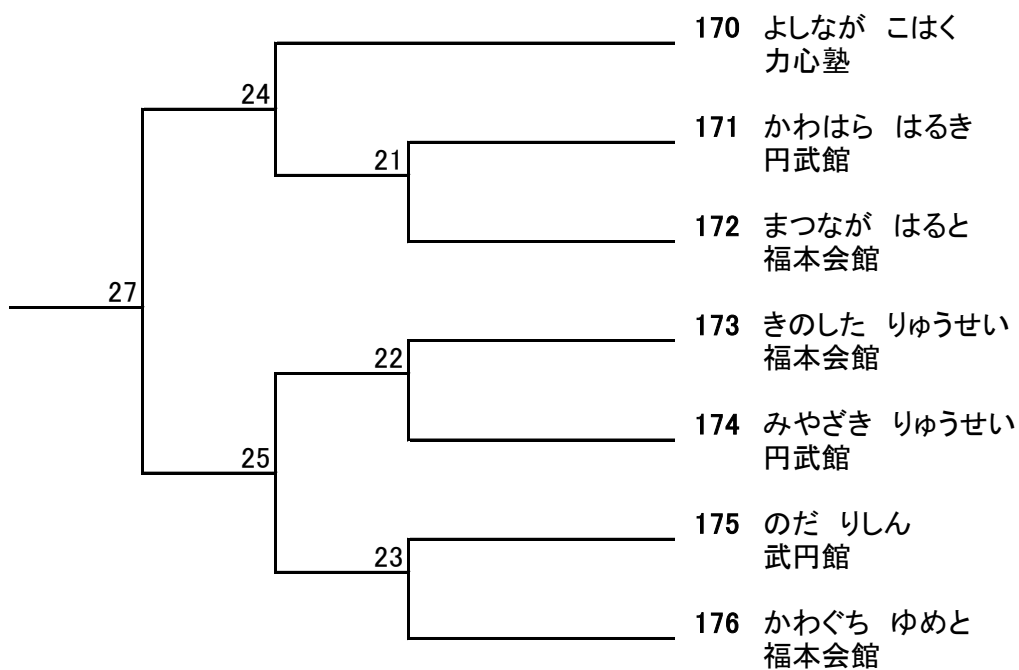 170 よしなが こはく
力心塾
24
171 かわはら はるき
21
円武館
172 まつなが はると
福本会館
27
173 きのした りゅうせい
22
福本会館
174 みやざき りゅうせい
25
円武館
175 のだ りしん
23
武円館
176 かわぐち ゆめと
福本会館